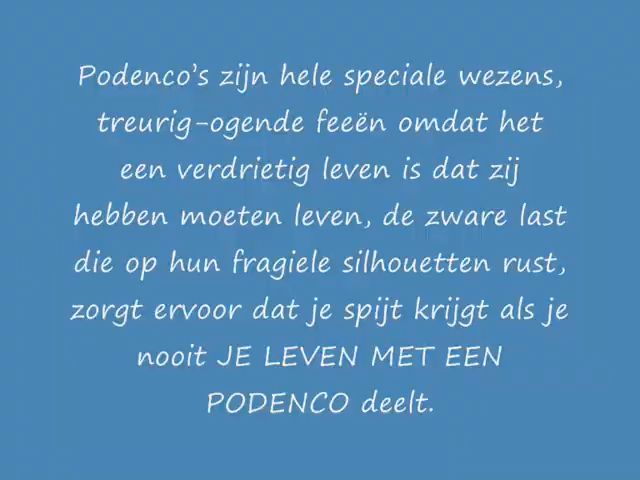 Podenco’s zijn hele speciale wezens,
treurig-ogende feeën omdat het
een verdrietig leven is dat zij
hebben moeten leven, de zware last
die op hun fragiele silhouetten rust,
zorgt ervoor dat je spijt krijgt als je
nooit JE LEVEN MET EEN
PODENCO deelt.